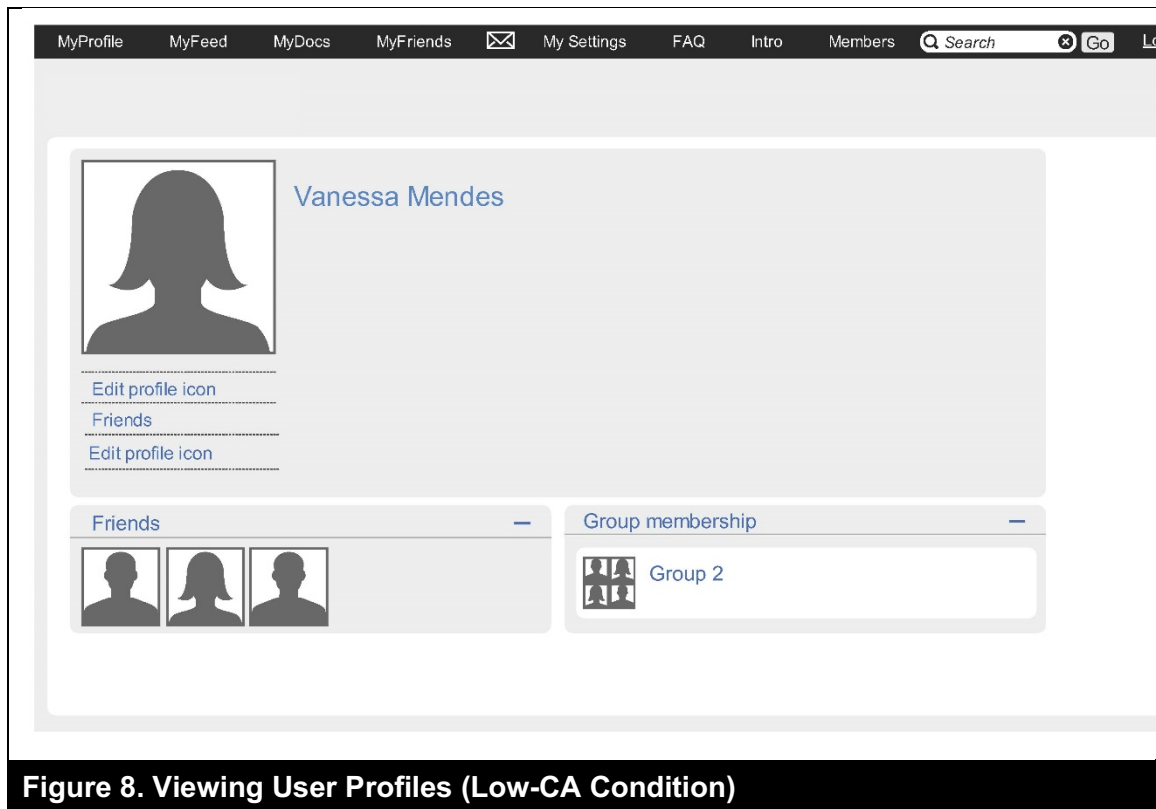 MyProfile MyFeed MyDocs MyFriends My Settings FAQ Intro Members Search Go
Vanessa Mendes
Edit profile icon
Friends
Edit profile icon
Friends
Group membership
Group 2
Figure 8. Viewing User Profiles (Low-CA Condition)